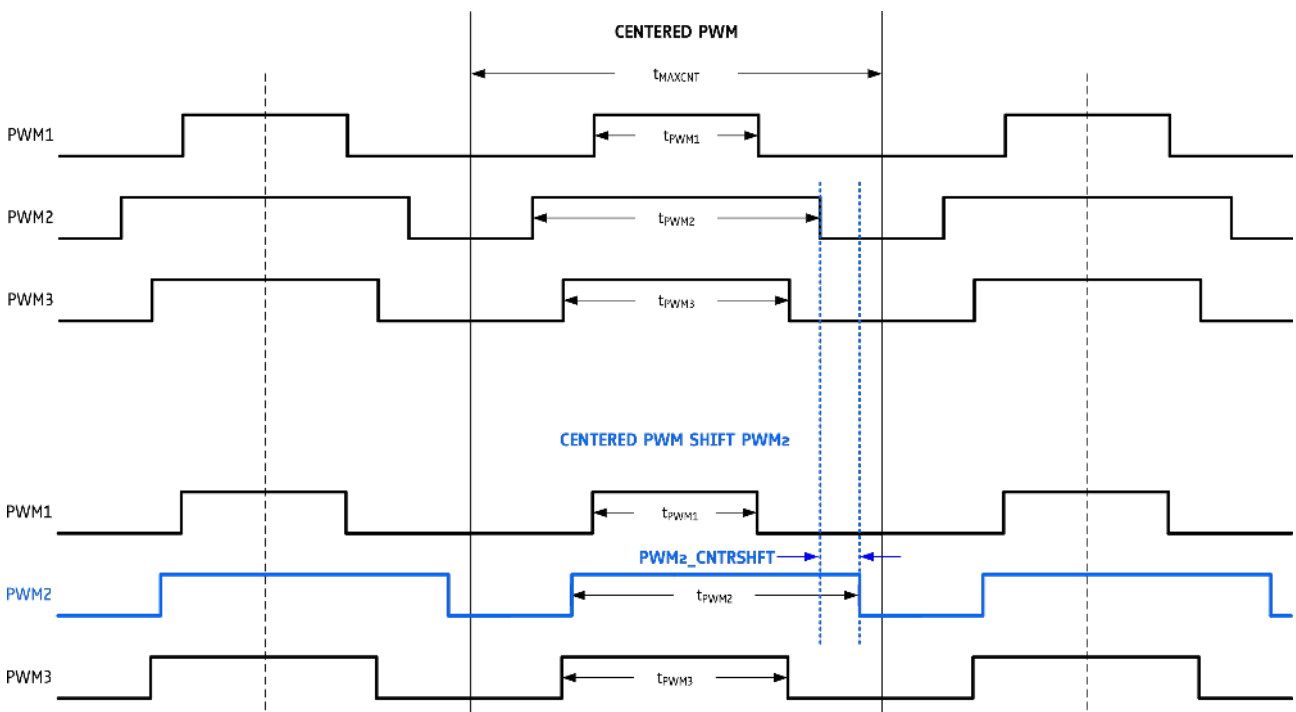 CENTERED PWM
tMAXCNT
PWM1
tPWM1
PWM2
tPWM2
PWM3
tPWM3
CENTERED PWM SHIFT PWM2
PWM1
tPWM1
PWM2_CNTRSHFT
PWM2
tPWM2
PWM3
tPWM3